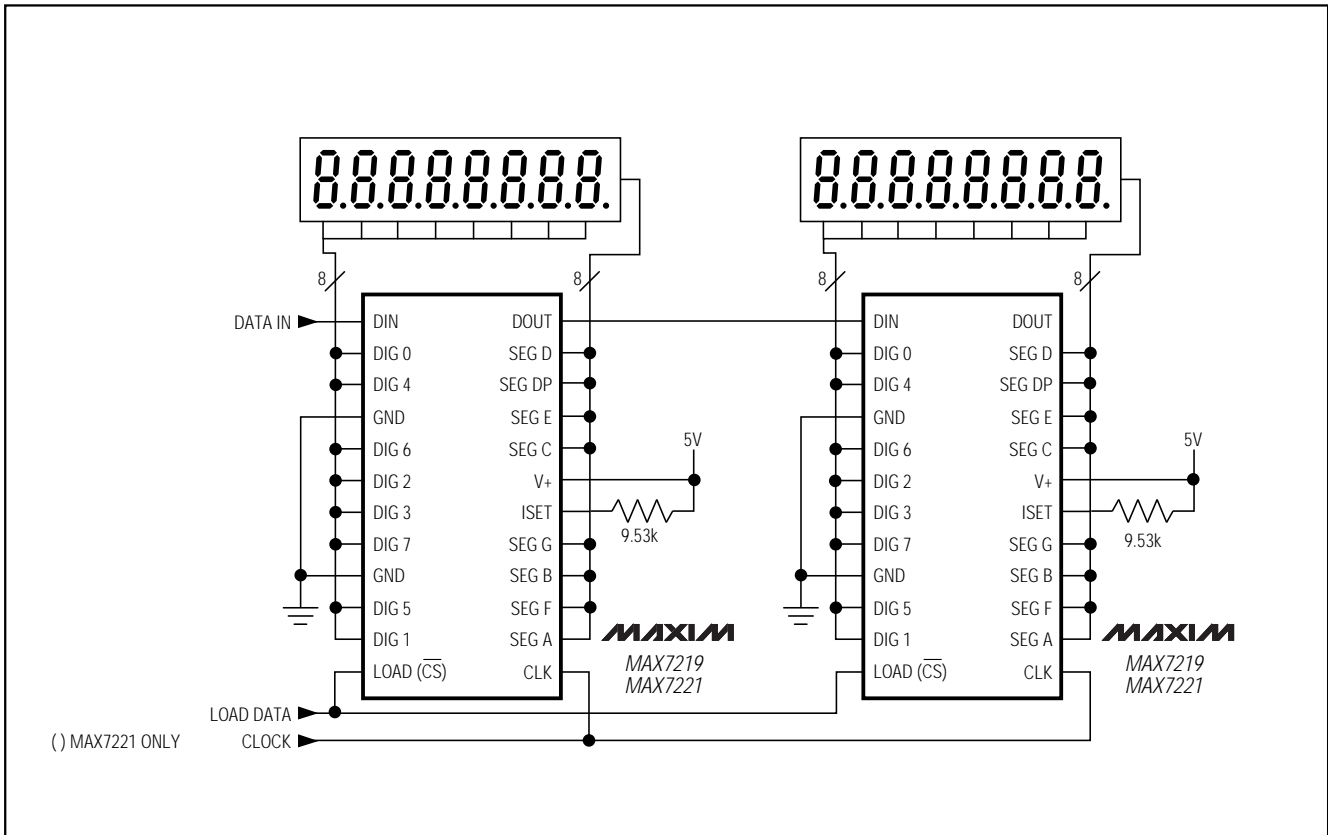 8.8.8.8.8.8.8.8.
8.8.8.8.8.8.8.8.
8
8
8
8
DATA IN
DIN
DOUT
DIG 0
SEG D
DIG 4
SEG DP
GND
SEG E
DIG 6
SEG C
DIG 2
V+
DIG 3
ISET
DIG 7
SEG G
GND
SEG B
DIG 5
SEG F
DIG 1
SEG A
LOAD (C̅S̅)
CLK
5V
9.53k
MAXIM
MAX7219
MAX7221
DIN
DOUT
DIG 0
SEG D
DIG 4
SEG DP
GND
SEG E
DIG 6
SEG C
DIG 2
V+
DIG 3
ISET
DIG 7
SEG G
GND
SEG B
DIG 5
SEG F
DIG 1
SEG A
LOAD (C̅S̅)
CLK
5V
9.53k
MAXIM
MAX7219
MAX7221
LOAD DATA
( ) MAX7221 ONLY
CLOCK